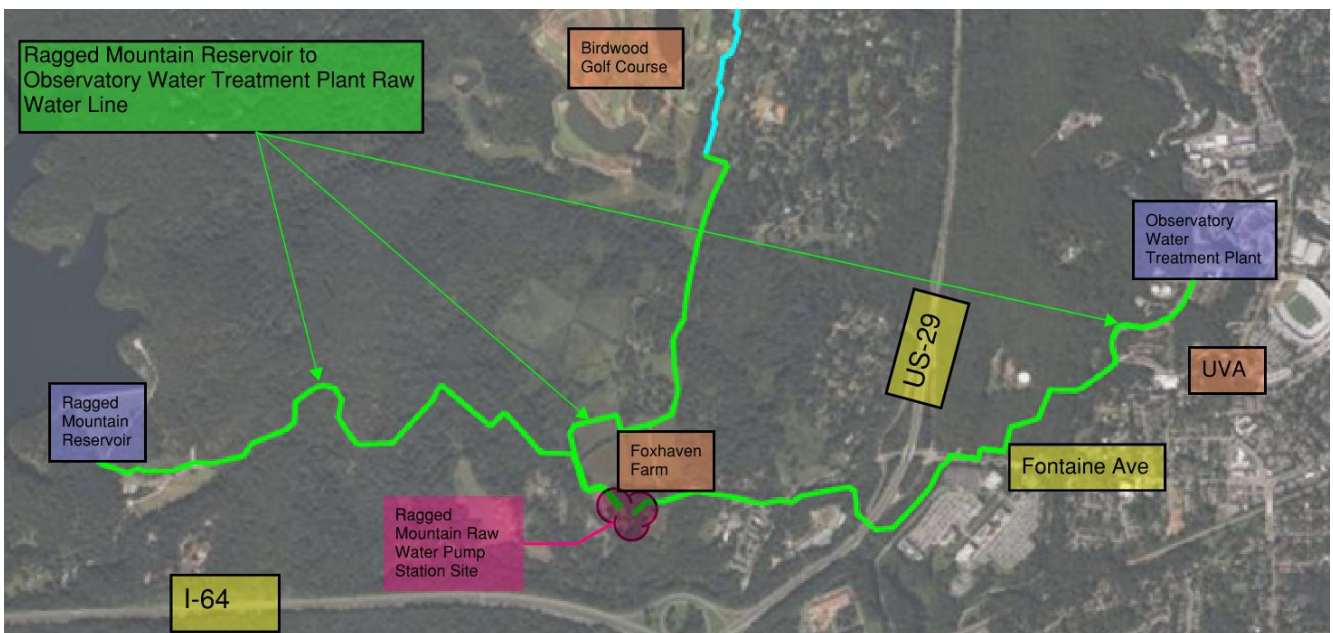 Ragged Mountain Reservoir to
Observatory Water Treatment Plant Raw
Water Line
Birdwood
Golf Course
Observatory
Water
Treatment Plant
US-29
UVA
Ragged
Mountain
Reservoir
Foxhaven
Farm
Fontaine Ave
Ragged
Mountain Raw
Water Pump
Station Site
I-64